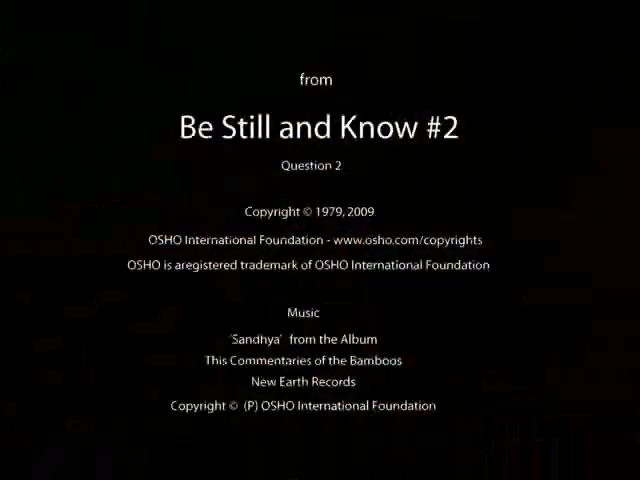 from
Be Still and Know #2
Question 2
Copyright © 1979, 2009
OSHO International Foundation - www.osho.com/copyrights
OSHO is aregistered trademark of OSHO International Foundation
Music
'Sandhya' from the Album
This Commentaries of the Bamboos
New Earth Records
Copyright © (P) OSHO International Foundation